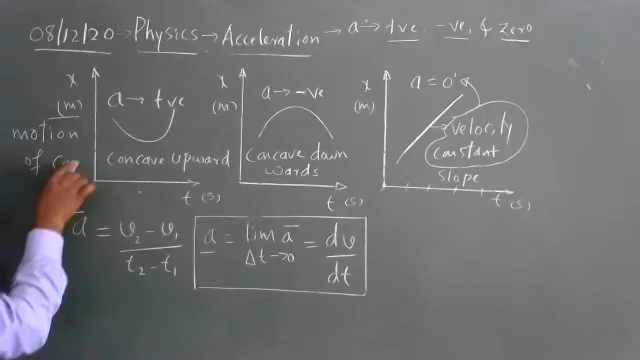 08/12/20 → Physics → Acceleration → a → +ve, -ve, & zero
x
(m)
a → +ve
Concave upward
t (s)
x
(m)
a → -ve
Concave down
wards
t (s)
x
(m)
a = 0
velocity
constant
slope
t (s)
motion
of
a̅ = v₂ - v₁ / t₂ - t₁
a = lim a̅ = dv / dt
Δt→0